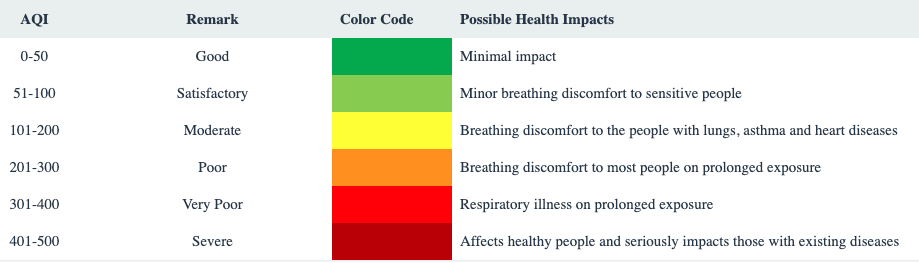 AQI Remark Color Code Possible Health Impacts
0-50 Good Minimal impact
51-100 Satisfactory Minor breathing discomfort to sensitive people
101-200 Moderate Breathing discomfort to the people with lungs, asthma and heart diseases
201-300 Poor Breathing discomfort to most people on prolonged exposure
301-400 Very Poor Respiratory illness on prolonged exposure
401-500 Severe Affects healthy people and seriously impacts those with existing diseases